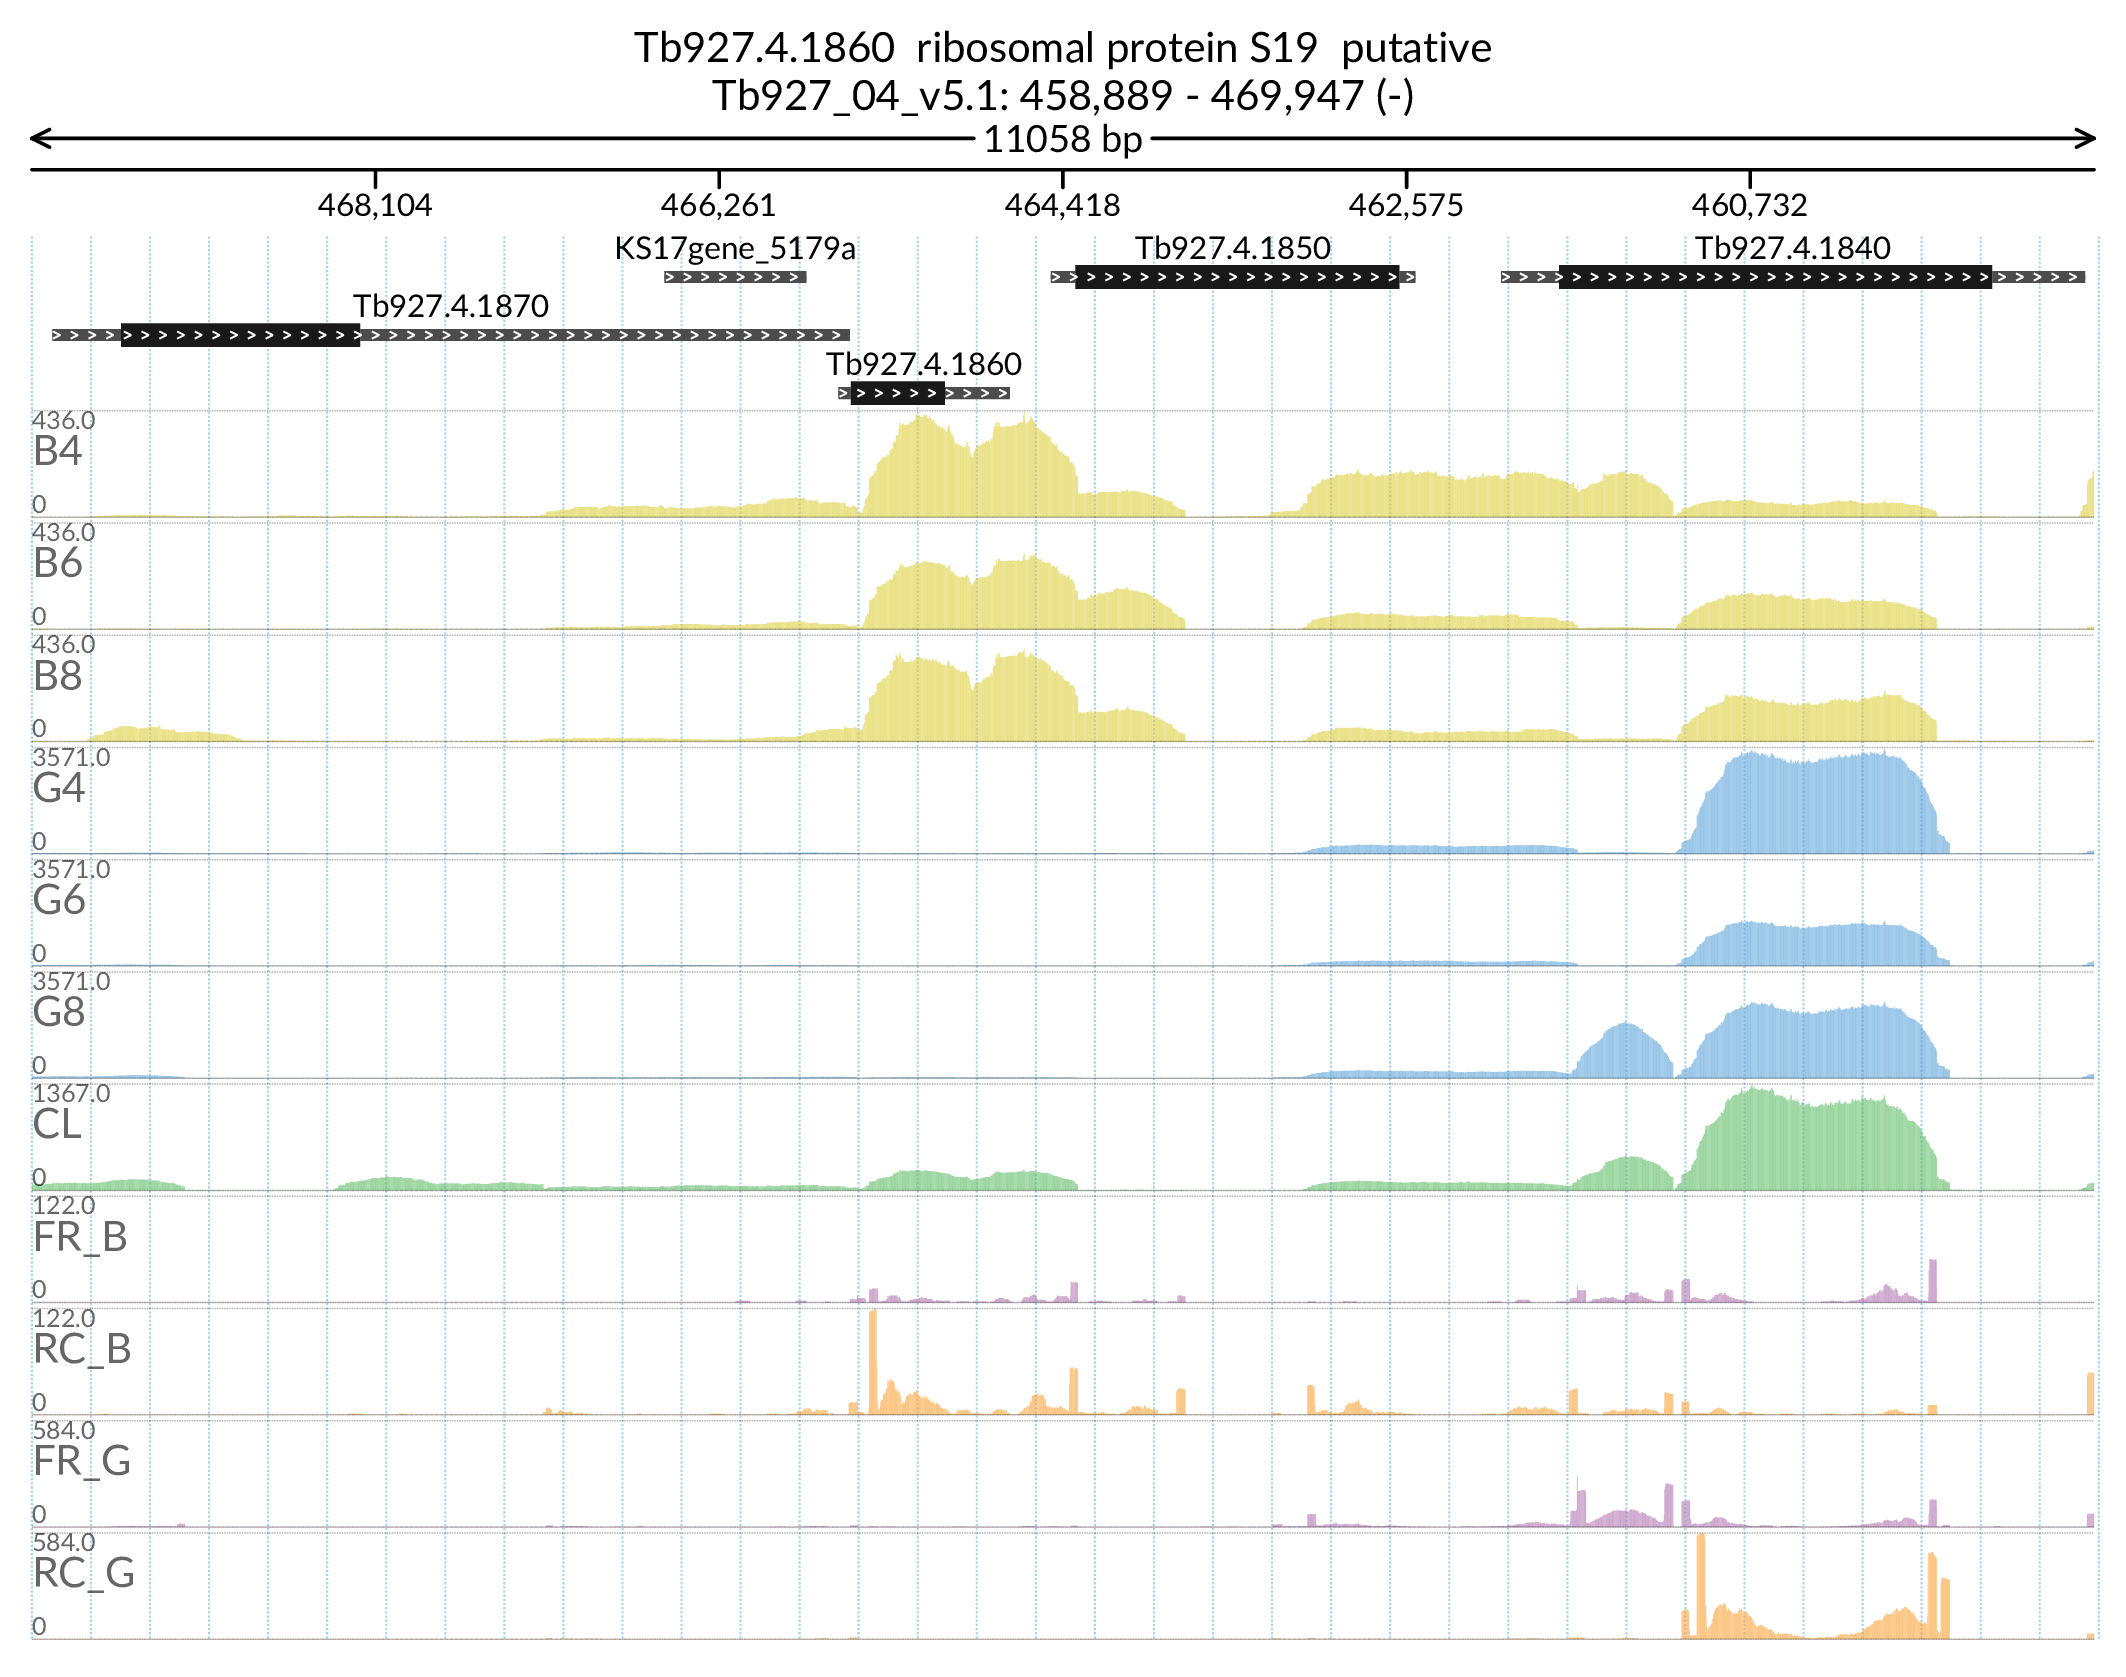 Tb927.4.1860  ribosomal protein S19  putative
Tb927_04_v5.1: 458,889 - 469,947 (-)
11058 bp
468,104 466,261 464,418 462,575 460,732
KS17gene_5179a Tb927.4.1850 Tb927.4.1840
Tb927.4.1870
Tb927.4.1860
436.0
B4
0
436.0
B6
0
436.0
B8
0
3571.0
G4
0
3571.0
G6
0
3571.0
G8
0
1367.0
CL
0
122.0
FR_B
0
122.0
RC_B
0
584.0
FR_G
0
584.0
RC_G
0